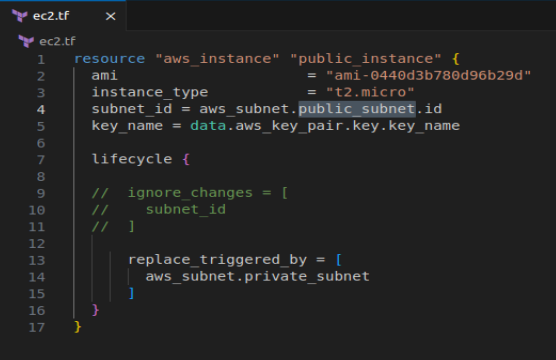 ec2.tf ×
ec2.tf
1 resource "aws_instance" "public_instance" {
2 ami = "ami-0440d3b780d96b29d"
3 instance_type = "t2.micro"
4 subnet_id = aws_subnet.public_subnet.id
5 key_name = data.aws_key_pair.key.key_name
6
7 lifecycle {
8
9 // ignore_changes = [
10 // subnet_id
11 // ]
12
13 replace_triggered_by = [
14 aws_subnet.private_subnet
15 ]
16 }
17 }